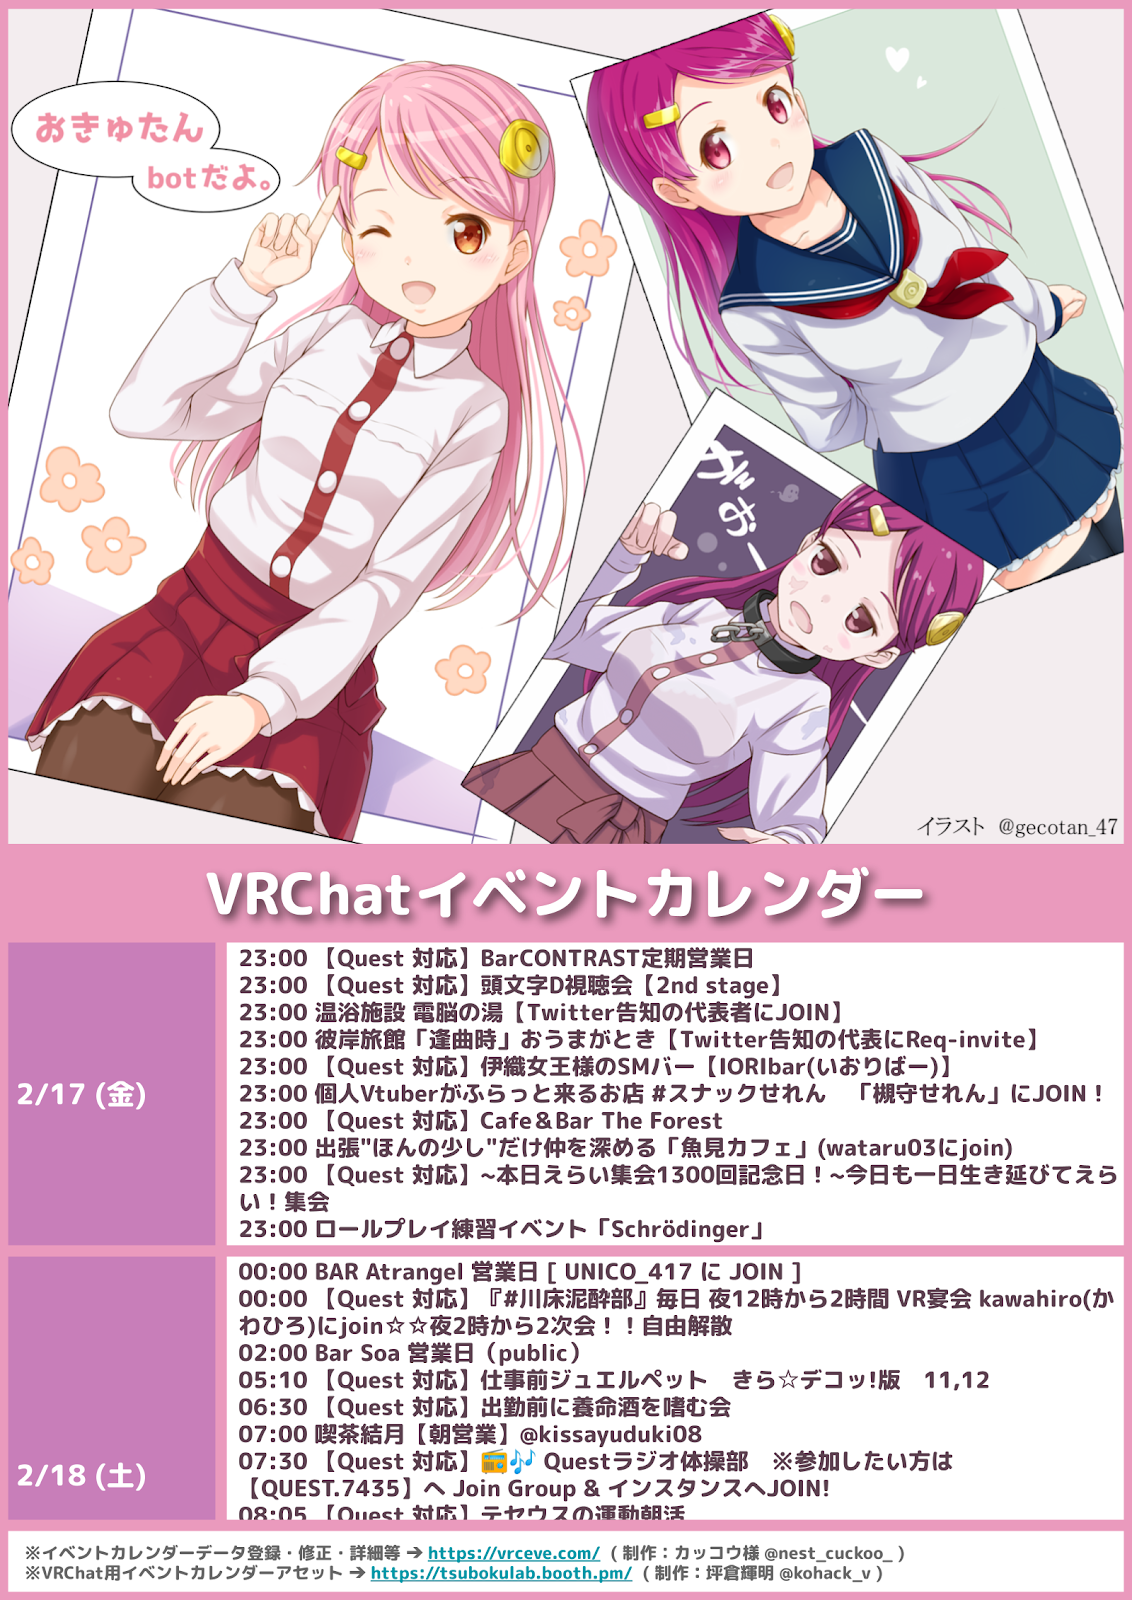 おきゅたん
botだよ。
がおー
イラスト @gecotan_47
VRChatイベントカレンダー
2/17 (金)
23:00 【Quest 対応】BarCONTRAST定期営業日
23:00 【Quest 対応】頭文字D視聴会【2nd stage】
23:00 温浴施設 電脳の湯【Twitter告知の代表者にJOIN】
23:00 彼岸旅館「逢曲時」おうまがとき【Twitter告知の代表にReq-invite】
23:00 【Quest 対応】伊織女王様のSMバー【IORIbar(いおりばー)】
23:00 個人Vtuberがふらっと来るお店 #スナックせれん　「槻守せれん」にJOIN！
23:00 【Quest 対応】Cafe＆Bar The Forest
23:00 出張"ほんの少し"だけ仲を深める「魚見カフェ」(wataru03にjoin)
23:00 【Quest 対応】~本日えらい集会1300回記念日！~今日も一日生き延びてえら
い！集会
23:00 ロールプレイ練習イベント「Schrödinger」
2/18 (土)
00:00 BAR Atrangel 営業日 [ UNICO_417 に JOIN ]
00:00 【Quest 対応】『#川床泥酔部』毎日 夜12時から2時間 VR宴会 kawahiro(か
わひろ)にjoin☆☆夜2時から2次会！！自由解散
02:00 Bar Soa 営業日（public）
05:10 【Quest 対応】仕事前ジュエルペット　きら☆デコッ!版　11,12
06:30 【Quest 対応】出勤前に養命酒を嗜む会
07:00 喫茶結月【朝営業】@kissayuduki08
07:30 【Quest 対応】📻🎶 Questラジオ体操部　※参加したい方は
【QUEST.7435】へ Join Group & インスタンスへJOIN!
08:05 【Quest 対応】テセウスの運動朝活
※イベントカレンダーデータ登録・修正・詳細等 ➔ https://vrceve.com/ ( 制作：カッコウ様 @nest_cuckoo_ )
※VRChat用イベントカレンダーアセット ➔ https://tsubokulab.booth.pm/ ( 制作：坪倉輝明 @kohack_v )